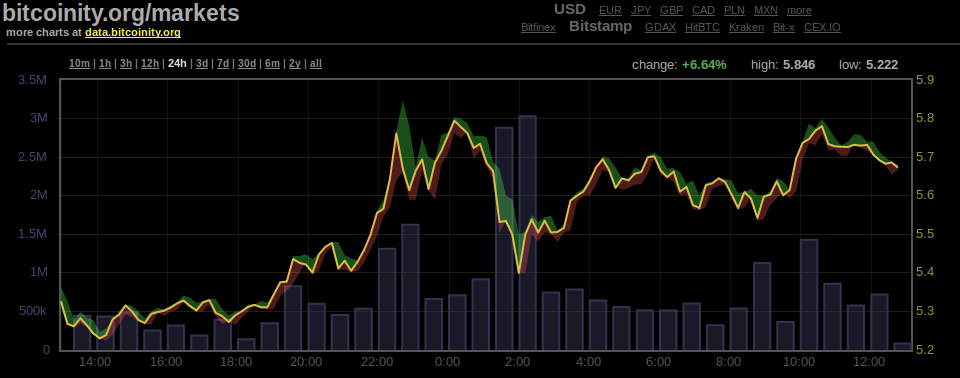 bitcoinity.org/markets
more charts at | data.bitcoinity.org
USD EUR JPY GBP CAD PLN MXN more
Bitfinex Bitstamp GDAX HitBTC Kraken Bit-x CEX.IO
10m | 1h | 3h | 12h | 24h | 3d | 7d | 30d | 6m | 2y | all
change: +6.64% high: 5.846 low: 5.222
3.5M 5.9
3M 5.8
2.5M 5.7
2M 5.6
1.5M 5.5
1M 5.4
500k 5.3
0 5.2
14:00 16:00 18:00 20:00 22:00 0:00 2:00 4:00 6:00 8:00 10:00 12:00